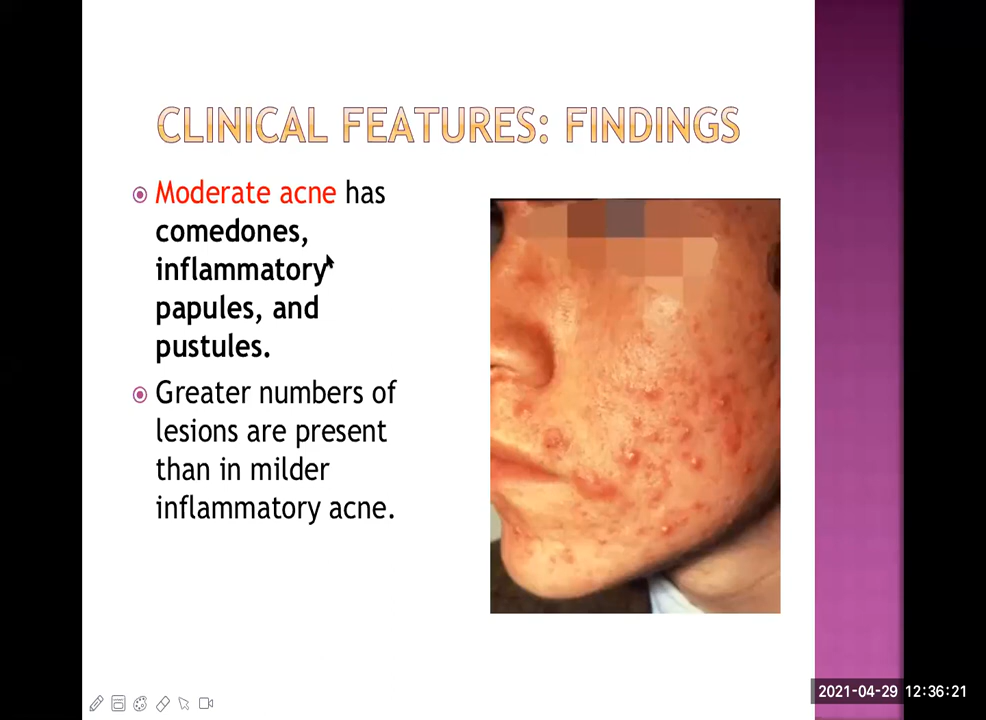 CLINICAL FEATURES: FINDINGS
Moderate acne has
comedones,
inflammatory
papules, and
pustules.
Greater numbers of
lesions are present
than in milder
inflammatory acne.
2021-04-29 12:36:21